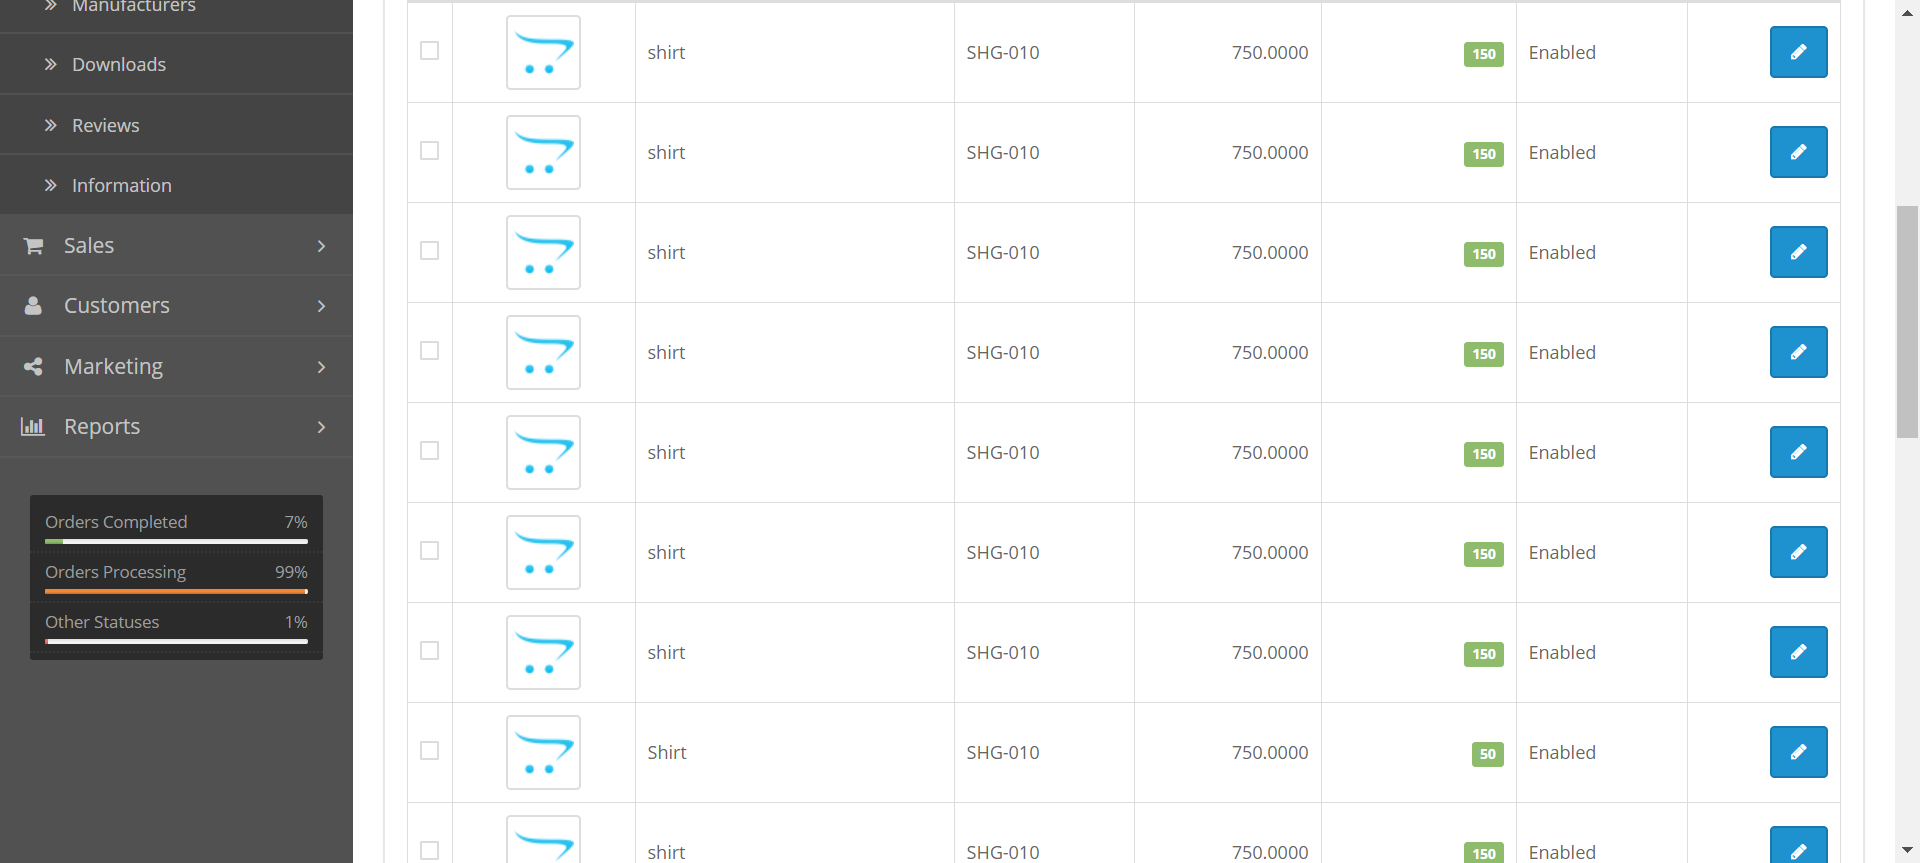 Manufacturers
Downloads
Reviews
Information
Sales
Customers
Marketing
Reports
Orders Completed 7%
Orders Processing 99%
Other Statuses 1%
shirt SHG-010 750.0000 150 Enabled
shirt SHG-010 750.0000 150 Enabled
shirt SHG-010 750.0000 150 Enabled
shirt SHG-010 750.0000 150 Enabled
shirt SHG-010 750.0000 150 Enabled
shirt SHG-010 750.0000 150 Enabled
shirt SHG-010 750.0000 150 Enabled
Shirt SHG-010 750.0000 50 Enabled
shirt SHG-010 750.0000 150 Enabled